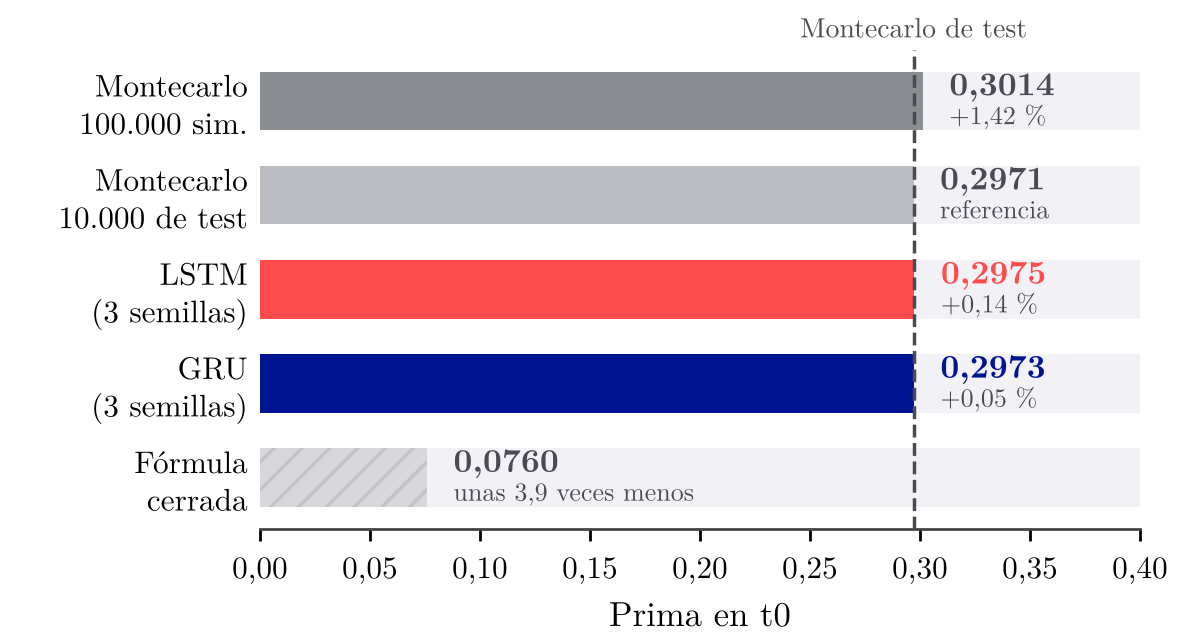 Montecarlo de test
Montecarlo
100.000 sim.
0,3014
+1,42 %
Montecarlo
10.000 de test
0,2971
referencia
LSTM
(3 semillas)
0,2975
+0,14 %
GRU
(3 semillas)
0,2973
+0,05 %
Fórmula
cerrada
0,0760
unas 3,9 veces menos
0,00 0,05 0,10 0,15 0,20 0,25 0,30 0,35 0,40
Prima en t0